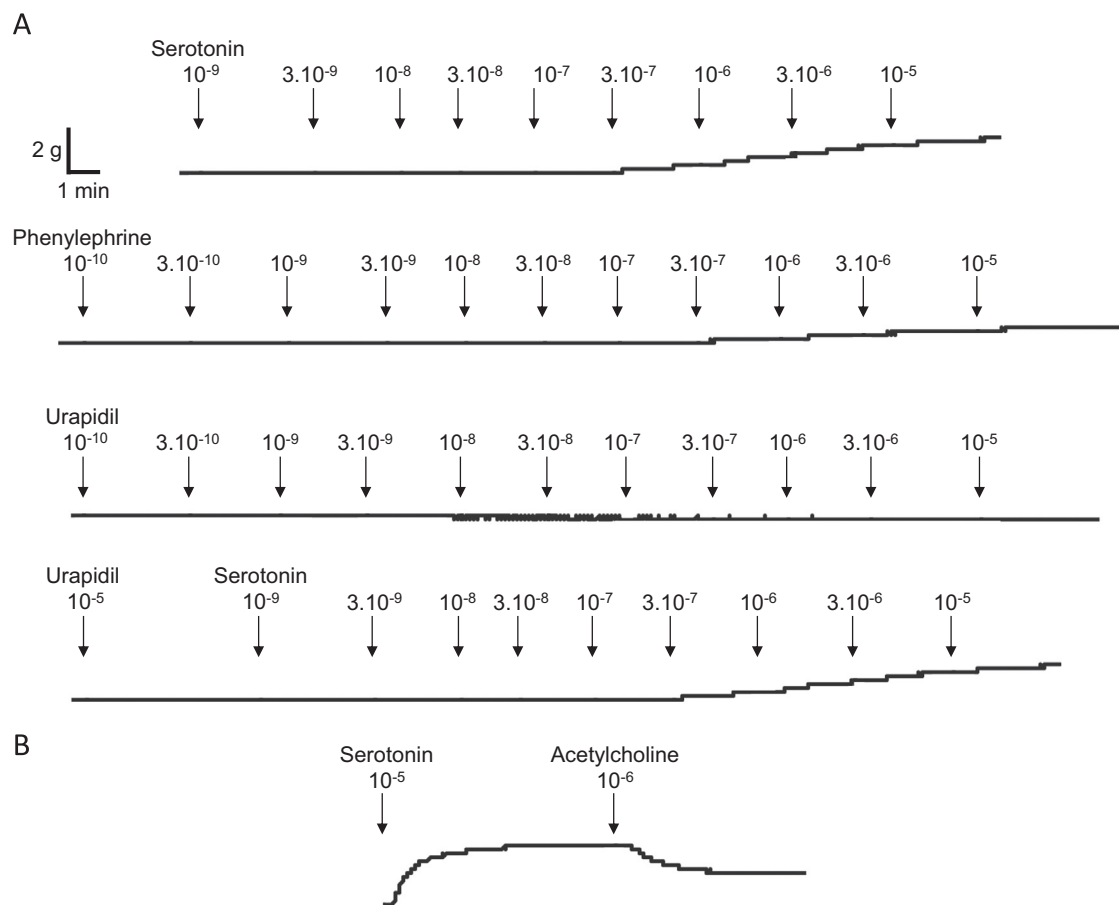 A
Serotonin
10⁻⁹ 3.10⁻⁹ 10⁻⁸ 3.10⁻⁸ 10⁻⁷ 3.10⁻⁷ 10⁻⁶ 3.10⁻⁶ 10⁻⁵
2 g
1 min
Phenylephrine
10⁻¹⁰ 3.10⁻¹⁰ 10⁻⁹ 3.10⁻⁹ 10⁻⁸ 3.10⁻⁸ 10⁻⁷ 3.10⁻⁷ 10⁻⁶ 3.10⁻⁶ 10⁻⁵
Urapidil
10⁻¹⁰ 3.10⁻¹⁰ 10⁻⁹ 3.10⁻⁹ 10⁻⁸ 3.10⁻⁸ 10⁻⁷ 3.10⁻⁷ 10⁻⁶ 3.10⁻⁶ 10⁻⁵
Urapidil Serotonin
10⁻⁵ 10⁻⁹ 3.10⁻⁹ 10⁻⁸ 3.10⁻⁸ 10⁻⁷ 3.10⁻⁷ 10⁻⁶ 3.10⁻⁶ 10⁻⁵
B
Serotonin Acetylcholine
10⁻⁵ 10⁻⁶